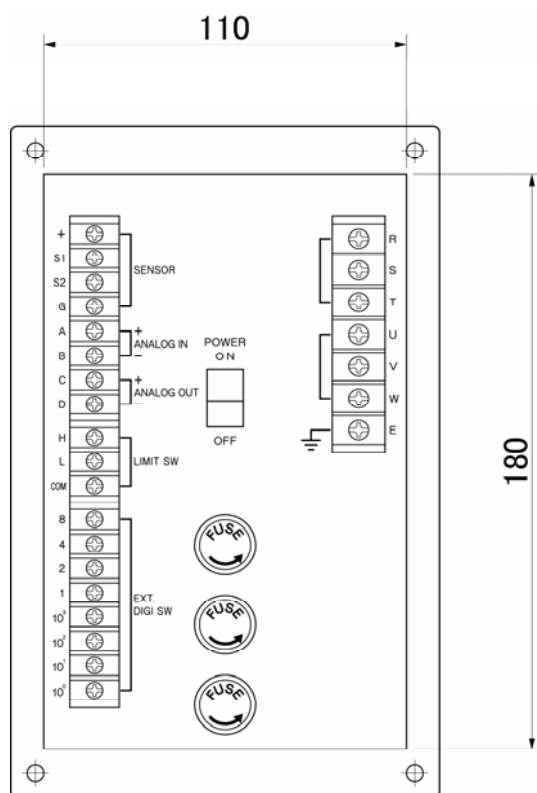 110
180
+
S1
S2
G
SENSOR
A
B
+
ANALOG IN
−
C
D
+
ANALOG OUT
−
H
L
COM
LIMIT SW
8
4
2
1
10³
10²
10¹
10⁰
EXT.
DIGI SW
POWER
ON
OFF
FUSE
FUSE
FUSE
R
S
T
U
V
W
E